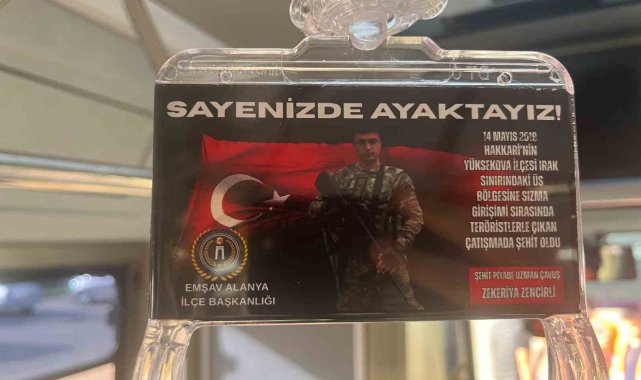 SAYENİZDE AYAKTAYIZ!
14 MAYIS 2019
HAKKARİ'NİN
YÜKSEKOVA İLÇESİ IRAK
SINIRINDAKİ ÜS
BÖLGESİNE SIZMA
GİRİŞİMİ SIRASINDA
TERÖRİSTLERLE ÇIKAN
ÇATIŞMADA ŞEHİT OLDU
ŞEHİT PİYADE UZMAN ÇAVUŞ
ZEKERİYA ZENCİRLİ
EMŞAV ALANYA
İLÇE BAŞKANLIĞI